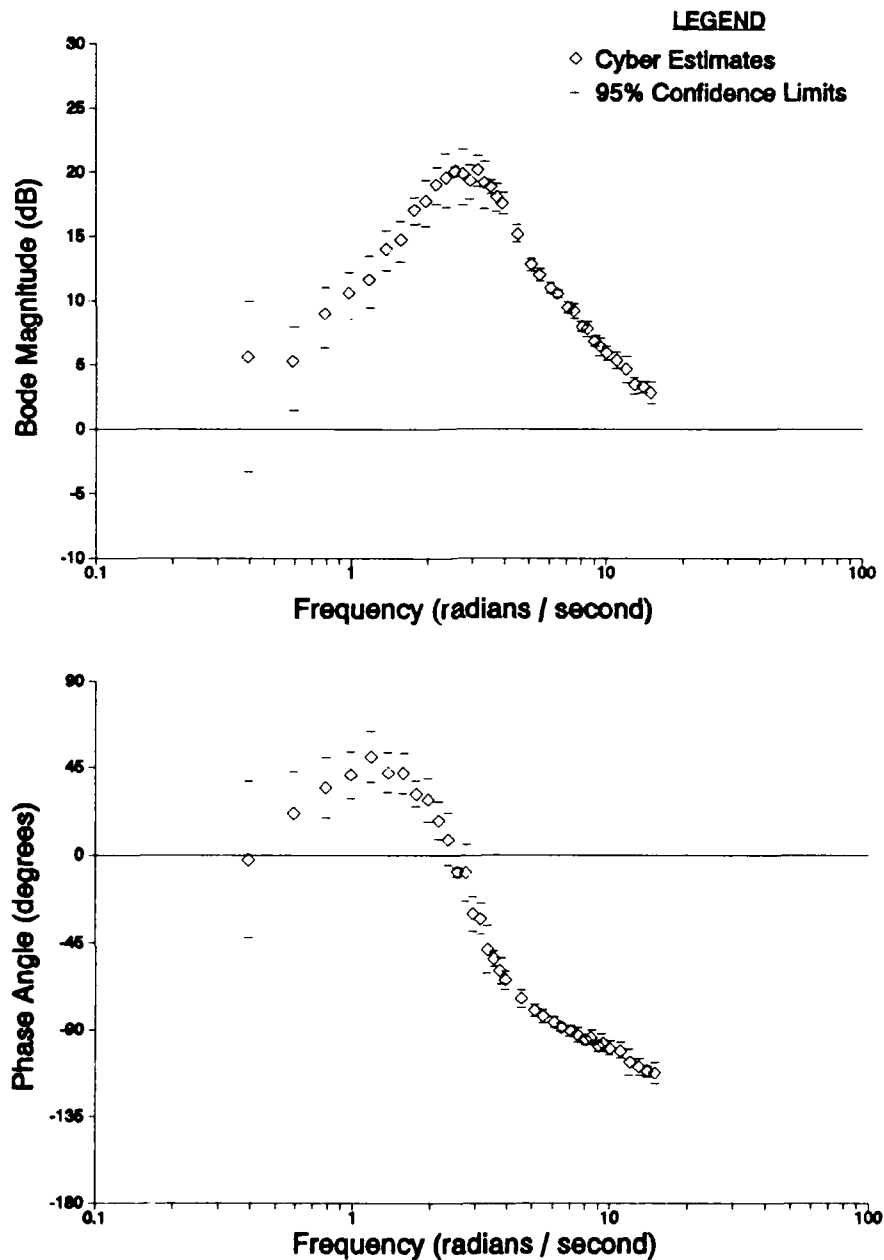 LEGEND
Cyber Estimates
95% Confidence Limits
30
25
20
15
10
5
0
-5
-10
Bode Magnitude (dB)
0.1 1 10 100
Frequency (radians / second)
90
45
0
-45
-90
-135
-180
Phase Angle (degrees)
0.1 1 10 100
Frequency (radians / second)